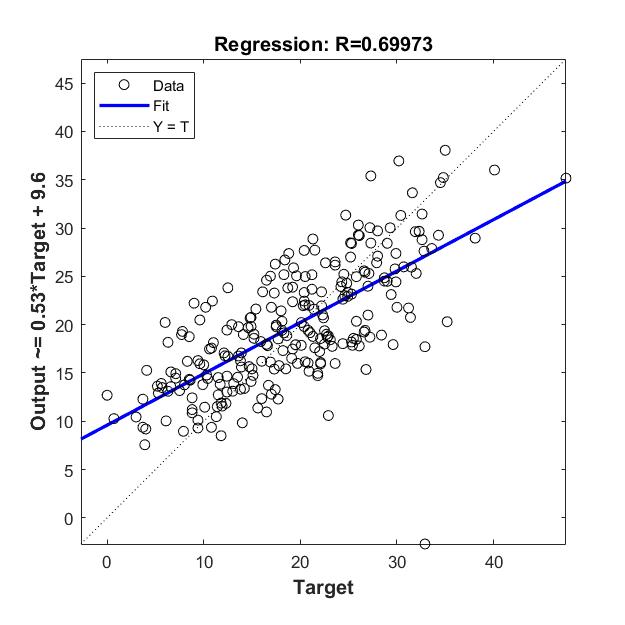 Regression: R=0.69973
Data
Fit
Y = T
45
40
35
30
25
20
15
10
5
0
Output ~= 0.53*Target + 9.6
0 10 20 30 40
Target